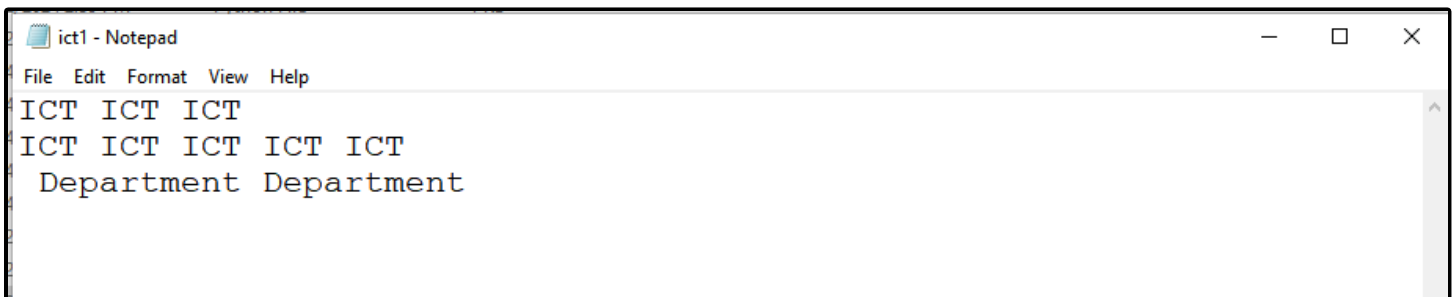 ict1 - Notepad
File Edit Format View Help
ICT ICT ICT
ICT ICT ICT ICT ICT
Department Department